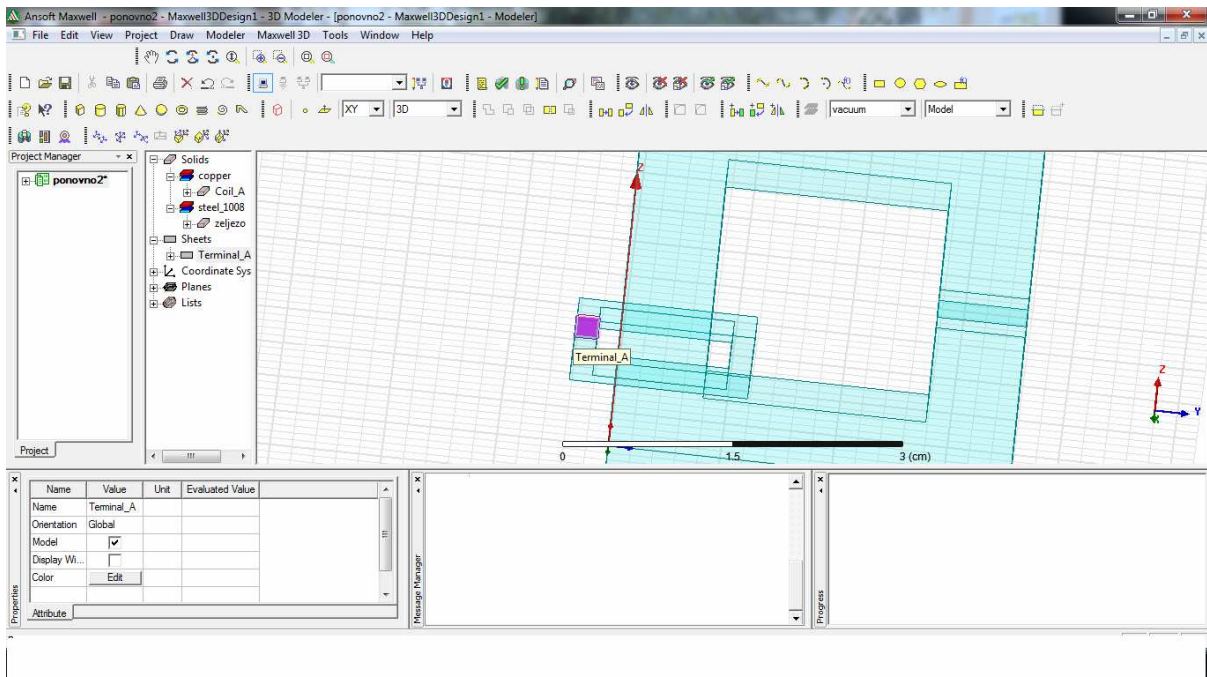 Ansoft Maxwell - ponovno2 - Maxwell3DDesign1 - 3D Modeler - [ponovno2 - Maxwell3DDesign1 - Modeler]
File Edit View Project Draw Modeler Maxwell 3D Tools Window Help
XY 3D vacuum Model
Project Manager
ponovno2*
Project
Solids
copper
Coil_A
steel_1008
zeljezo
Sheets
Terminal_A
Coordinate Sys
Planes
Lists
Z
Terminal_A
0 1.5 3 (cm)
Z
Y
X
Name Value Unit Evaluated Value
Name Terminal_A
Orientation Global
Model
Display Wi...
Color Edit
Attribute
Properties
Message Manager
Progress